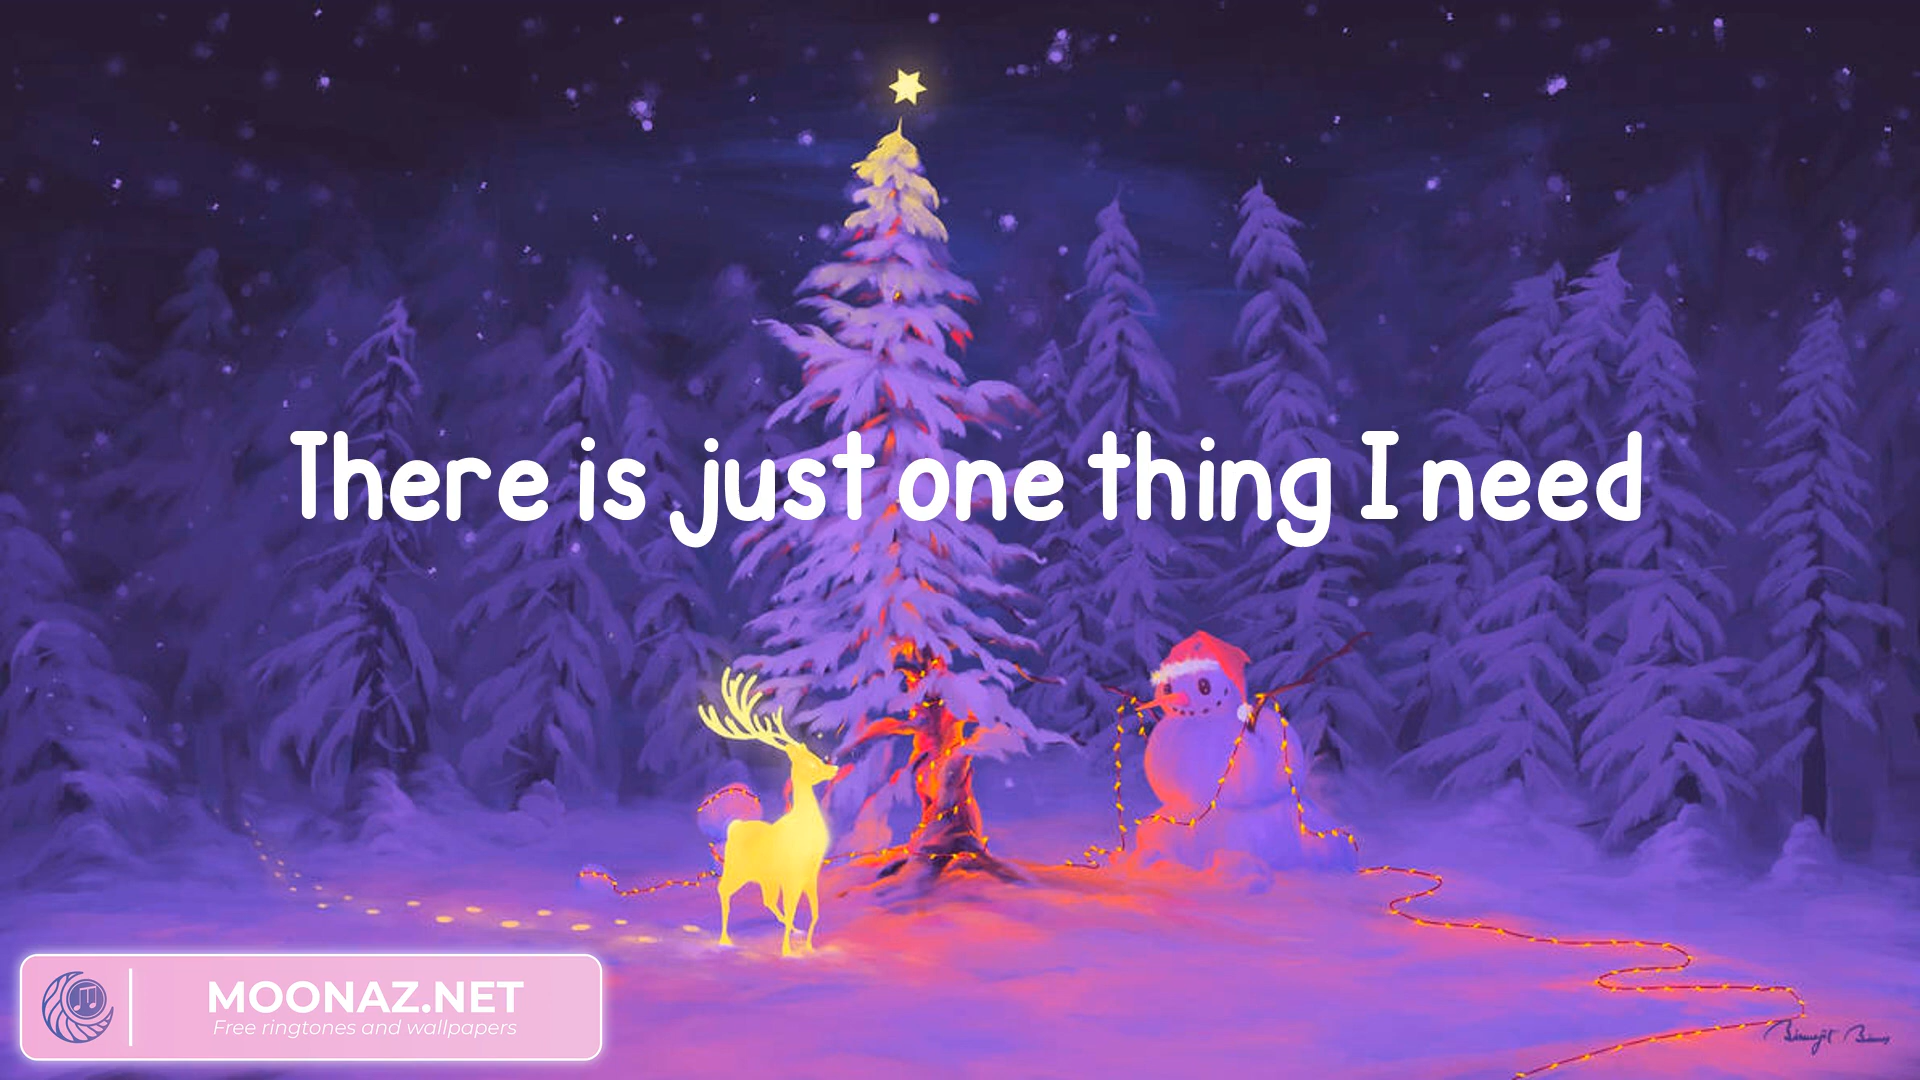 There is just one thing I need
MOONAZ.NET
Free ringtones and wallpapers